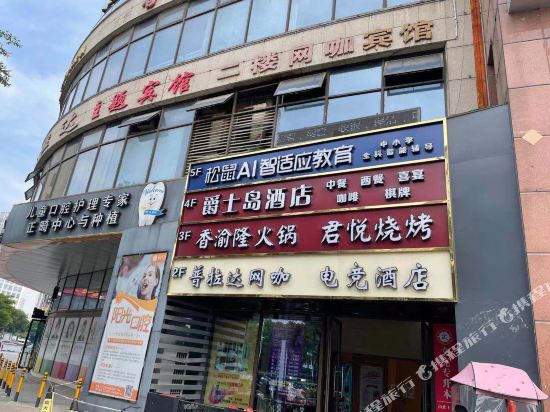 主题宾馆 二楼网咖宾馆
5F 松鼠AI智适应教育 中小学
全科智能辅导
4F 爵士岛酒店 中餐 西餐 喜宴
咖啡 棋牌
3F 香渝隆火锅 君悦烧烤
2F 普拉达网咖 电竞酒店
儿童口腔护理专家
正畸中心与种植
阳光口腔
携程旅行